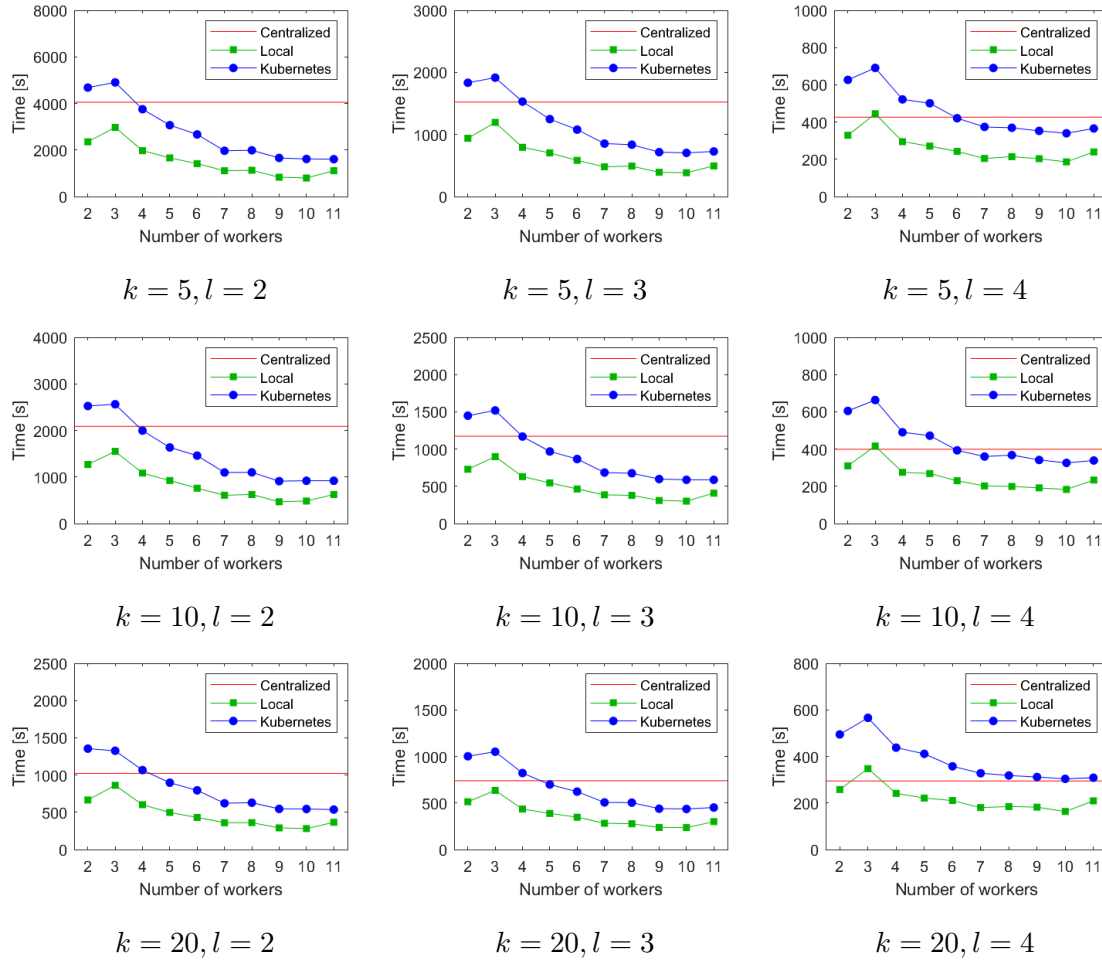 8000
6000
4000
2000
0
Time [s]
Centralized
Local
Kubernetes
2 3 4 5 6 7 8 9 10 11
Number of workers
k = 5, l = 2
3000
2000
1000
0
Time [s]
Centralized
Local
Kubernetes
2 3 4 5 6 7 8 9 10 11
Number of workers
k = 5, l = 3
1000
800
600
400
200
0
Time [s]
Centralized
Local
Kubernetes
2 3 4 5 6 7 8 9 10 11
Number of workers
k = 5, l = 4
4000
3000
2000
1000
0
Time [s]
Centralized
Local
Kubernetes
2 3 4 5 6 7 8 9 10 11
Number of workers
k = 10, l = 2
2500
2000
1500
1000
500
0
Time [s]
Centralized
Local
Kubernetes
2 3 4 5 6 7 8 9 10 11
Number of workers
k = 10, l = 3
1000
800
600
400
200
0
Time [s]
Centralized
Local
Kubernetes
2 3 4 5 6 7 8 9 10 11
Number of workers
k = 10, l = 4
2500
2000
1500
1000
500
0
Time [s]
Centralized
Local
Kubernetes
2 3 4 5 6 7 8 9 10 11
Number of workers
k = 20, l = 2
2000
1500
1000
500
0
Time [s]
Centralized
Local
Kubernetes
2 3 4 5 6 7 8 9 10 11
Number of workers
k = 20, l = 3
800
600
400
200
0
Time [s]
Centralized
Local
Kubernetes
2 3 4 5 6 7 8 9 10 11
Number of workers
k = 20, l = 4